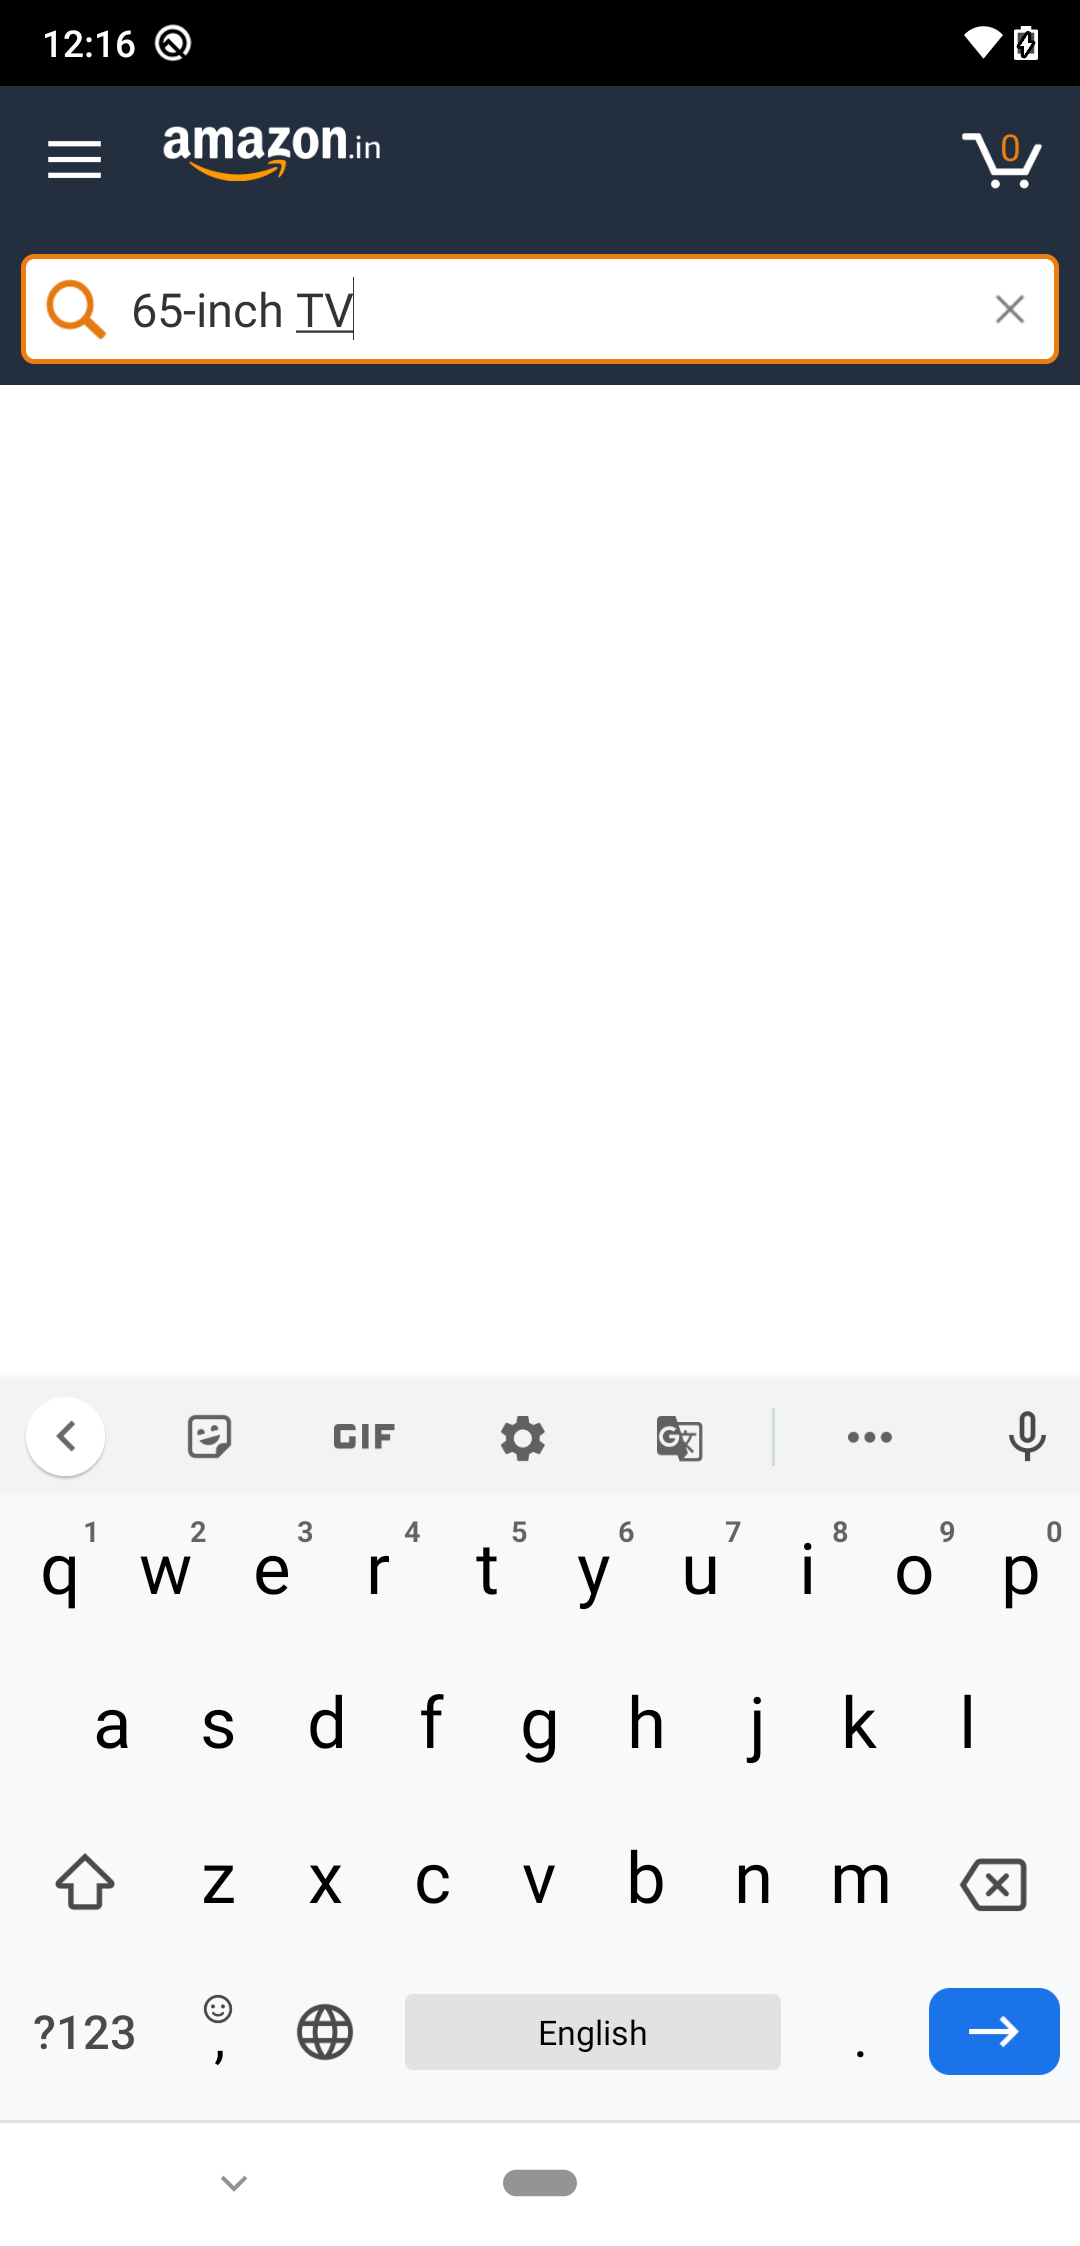 12:16
amazon.in
0
65-inch TV
GIF
G
1 2 3 4 5 6 7 8 9 0
q w e r t y u i o p
a s d f g h j k l
z x c v b n m
?123 , English .